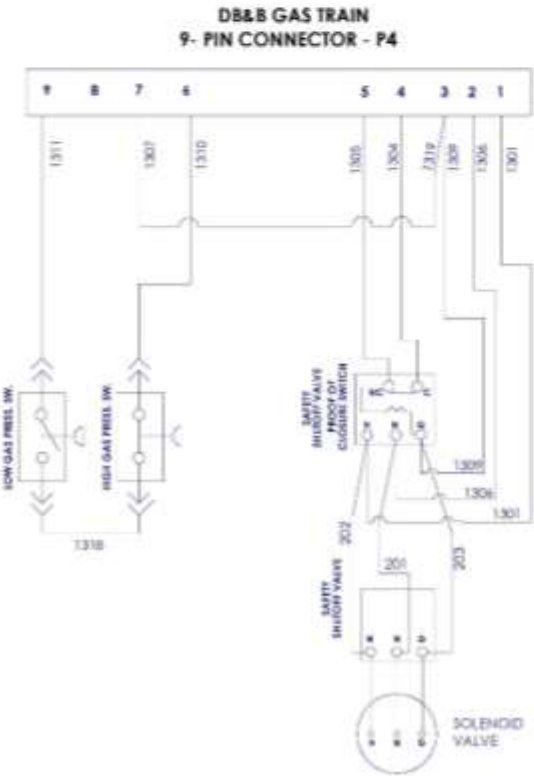 DB&B GAS TRAIN
9- PIN CONNECTOR - P4
9 8 7 6 5 4 3 2 1
1311
1307
1310
1305
1304
1319
1309
1306
1301
LOW GAS PRESS. SW.
HIGH GAS PRESS. SW.
SAFETY
SHUTOFF VALVE
PROOF OF
CLOSURE SWITCH
1309
1306
1301
1318
202
201
203
SAFETY
SHUTOFF VALVE
SOLENOID
VALVE